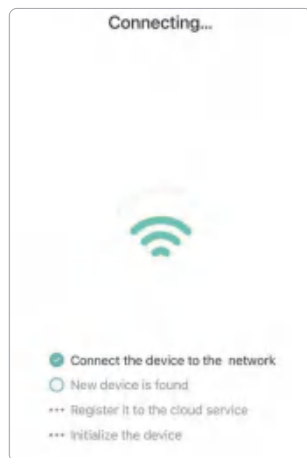 Connecting...
Connect the device to the network
New device is found
Register it to the cloud service
Initialize the device